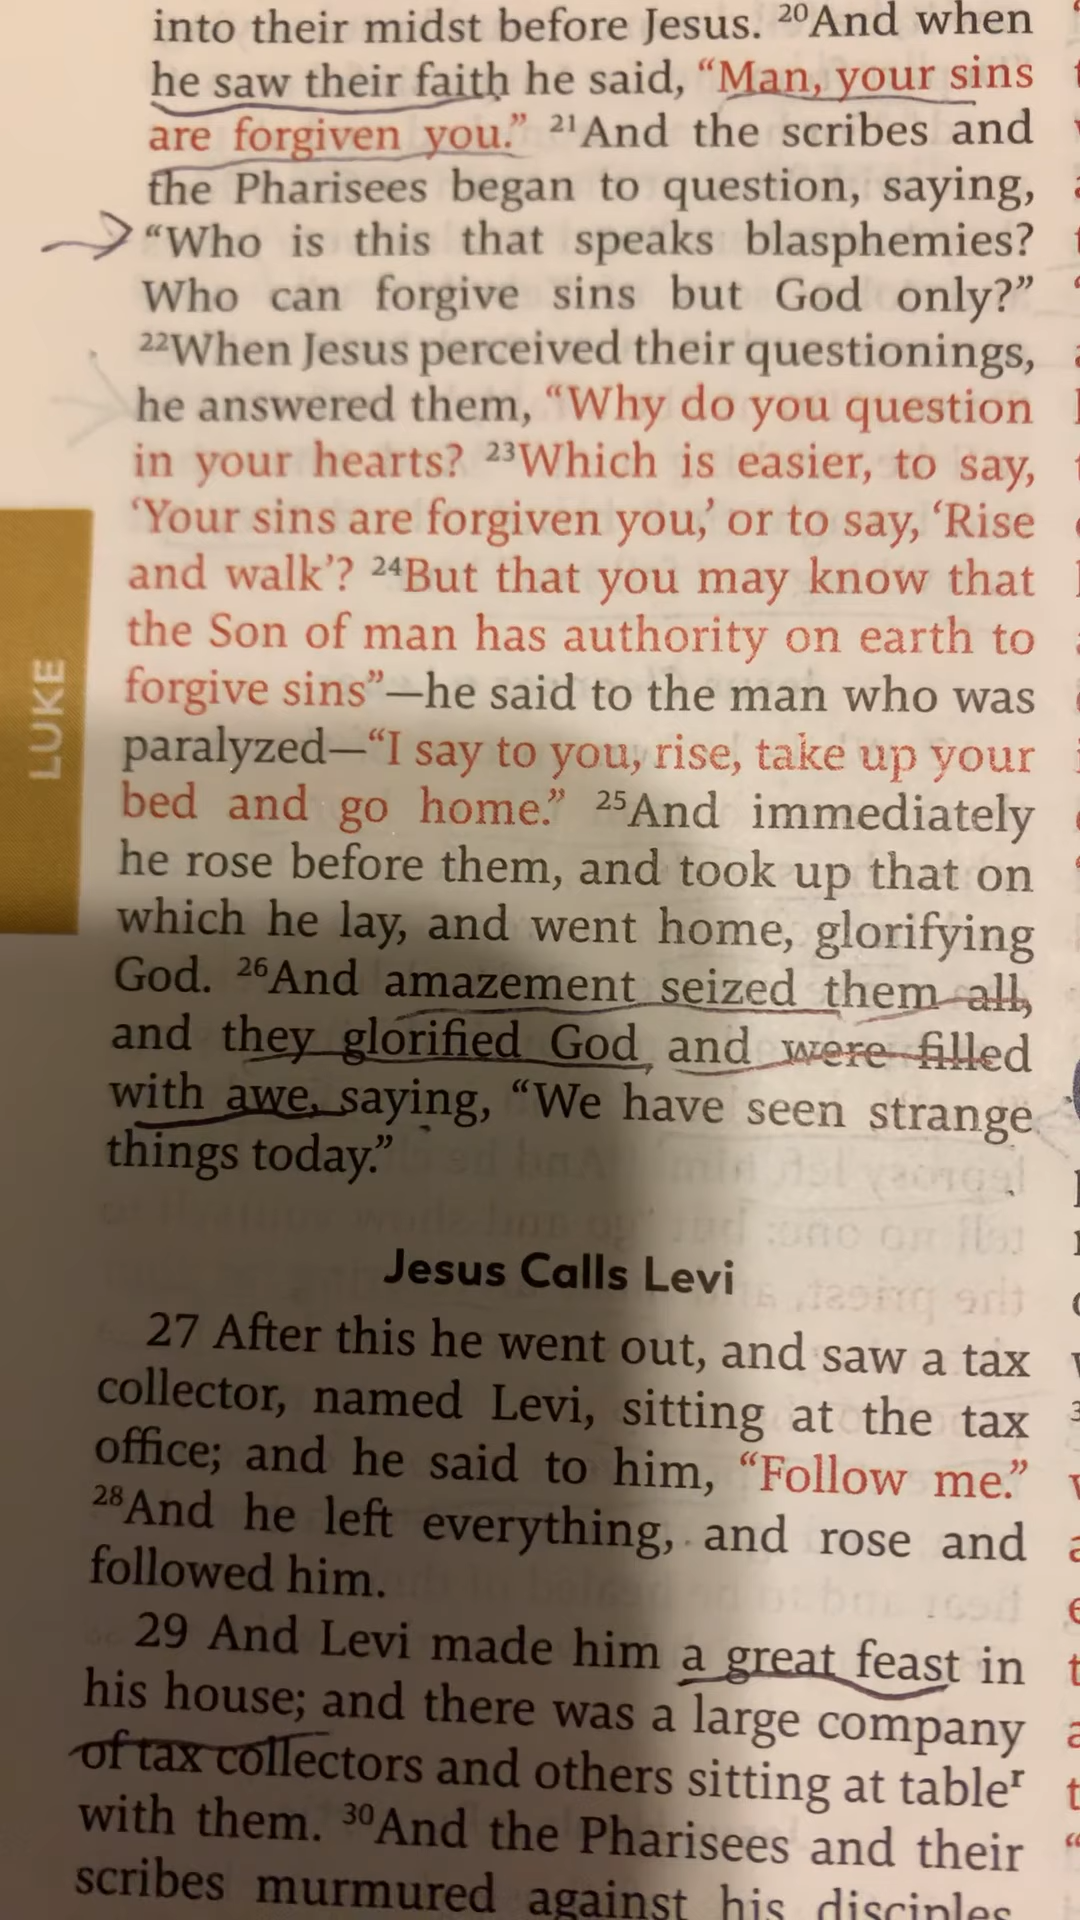 into their midst before Jesus. ²⁰And when
he saw their faith he said, “Man, your sins
are forgiven you.” ²¹And the scribes and
the Pharisees began to question, saying,
“Who is this that speaks blasphemies?
Who can forgive sins but God only?”
²²When Jesus perceived their questionings,
he answered them, “Why do you question
in your hearts? ²³Which is easier, to say,
‘Your sins are forgiven you,’ or to say, ‘Rise
and walk’? ²⁴But that you may know that
the Son of man has authority on earth to
forgive sins”—he said to the man who was
paralyzed—“I say to you, rise, take up your
bed and go home.” ²⁵And immediately
he rose before them, and took up that on
which he lay, and went home, glorifying
God. ²⁶And amazement seized them all,
and they glorified God and were filled
with awe, saying, “We have seen strange
things today.”
Jesus Calls Levi
27 After this he went out, and saw a tax
collector, named Levi, sitting at the tax
office; and he said to him, “Follow me.”
²⁸And he left everything, and rose and
followed him.
29 And Levi made him a great feast in
his house; and there was a large company
of tax collectors and others sitting at tableʳ
with them. ³⁰And the Pharisees and their
scribes murmured against his disciples
LUKE